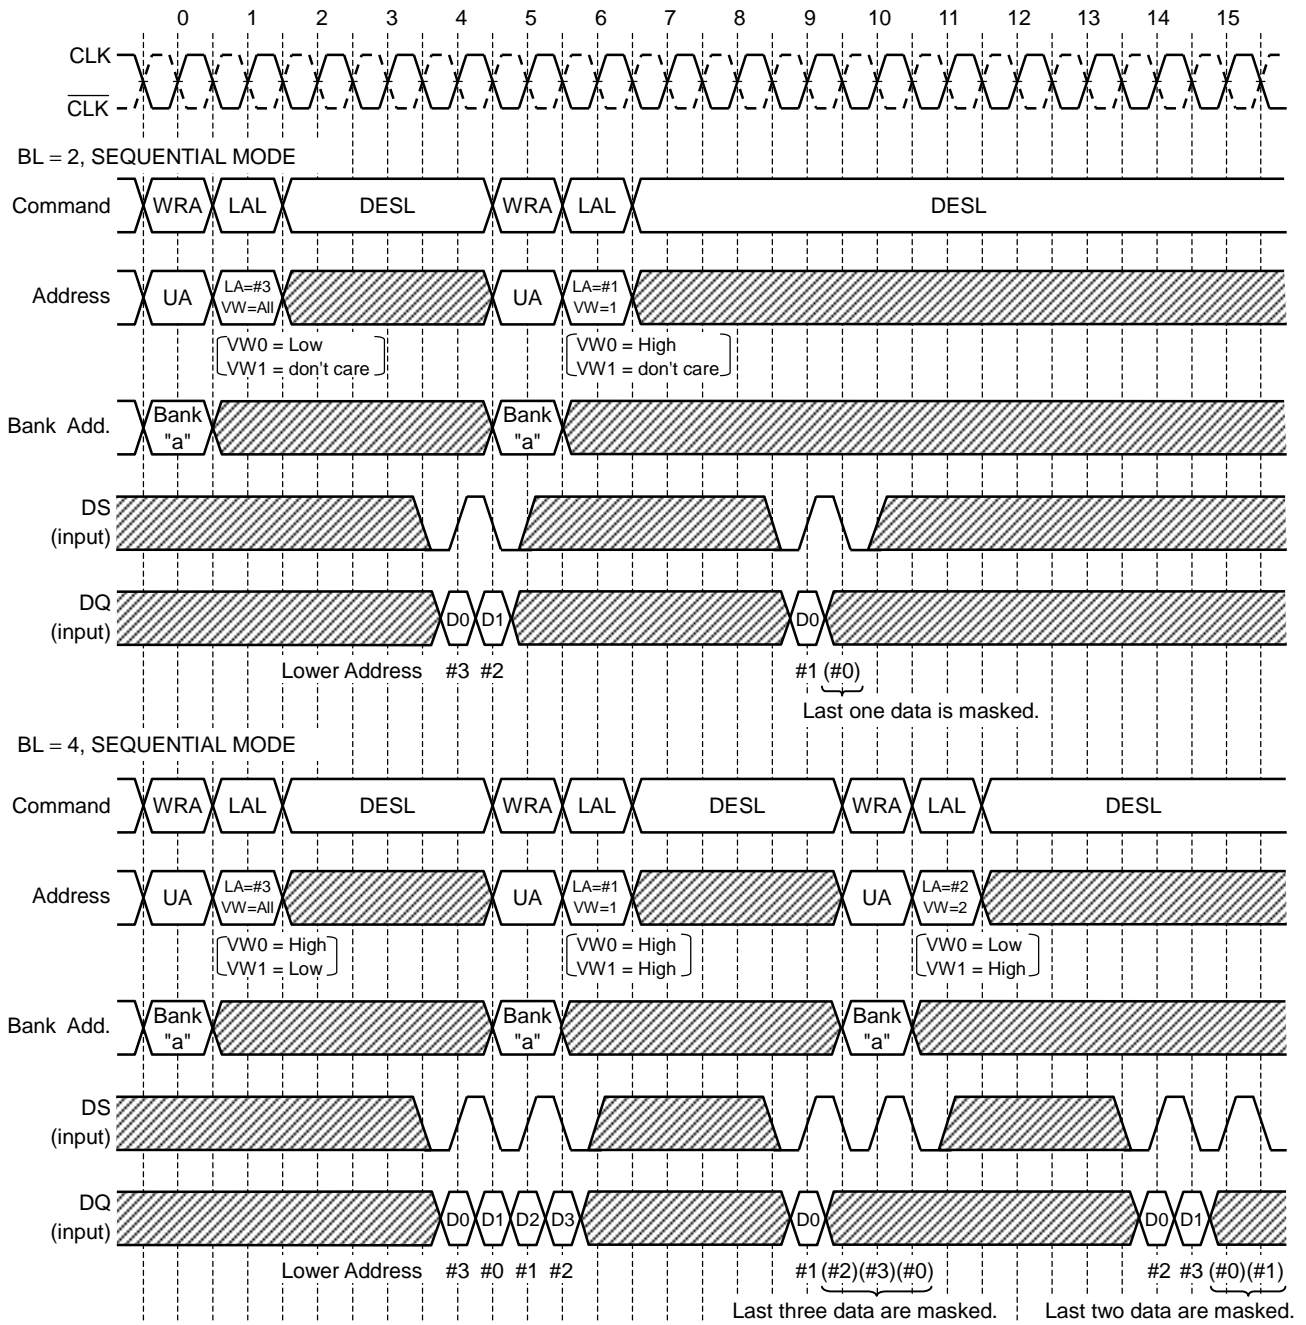 0 1 2 3 4 5 6 7 8 9 10 11 12 13 14 15
CLK
CLK
BL = 2, SEQUENTIAL MODE
Command WRA LAL DESL WRA LAL DESL
Address UA LA=#3 UA LA=#1
VW=All VW=1
VW0 = Low VW0 = High
VW1 = don't care VW1 = don't care
Bank Add. Bank Bank
"a" "a"
DS
(input)
DQ D0 D1 D0
(input)
Lower Address #3 #2 #1 (#0)
Last one data is masked.
BL = 4, SEQUENTIAL MODE
Command WRA LAL DESL WRA LAL DESL WRA LAL DESL
Address UA LA=#3 UA LA=#1 UA LA=#2
VW=All VW=1 VW=2
VW0 = High VW0 = High VW0 = Low
VW1 = Low VW1 = High VW1 = High
Bank Add. Bank Bank Bank
"a" "a" "a"
DS
(input)
DQ D0 D1 D2 D3 D0 D0 D1
(input)
Lower Address #3 #0 #1 #2 #1 (#2)(#3)(#0) #2 #3 (#0)(#1)
Last three data are masked. Last two data are masked.